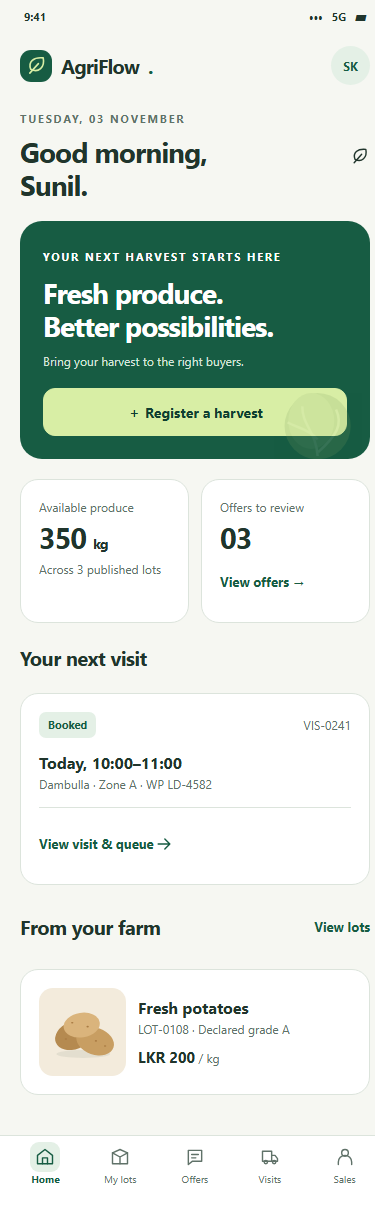 9:41
••• 5G
AgriFlow .
SK
TUESDAY, 03 NOVEMBER
Good morning,
Sunil.
YOUR NEXT HARVEST STARTS HERE
Fresh produce.
Better possibilities.
Bring your harvest to the right buyers.
+ Register a harvest
Available produce
350 kg
Across 3 published lots
Offers to review
03
View offers →
Your next visit
Booked
VIS-0241
Today, 10:00–11:00
Dambulla · Zone A · WP LD-4582
View visit & queue →
From your farm
View lots
Fresh potatoes
LOT-0108 · Declared grade A
LKR 200 / kg
Home
My lots
Offers
Visits
Sales